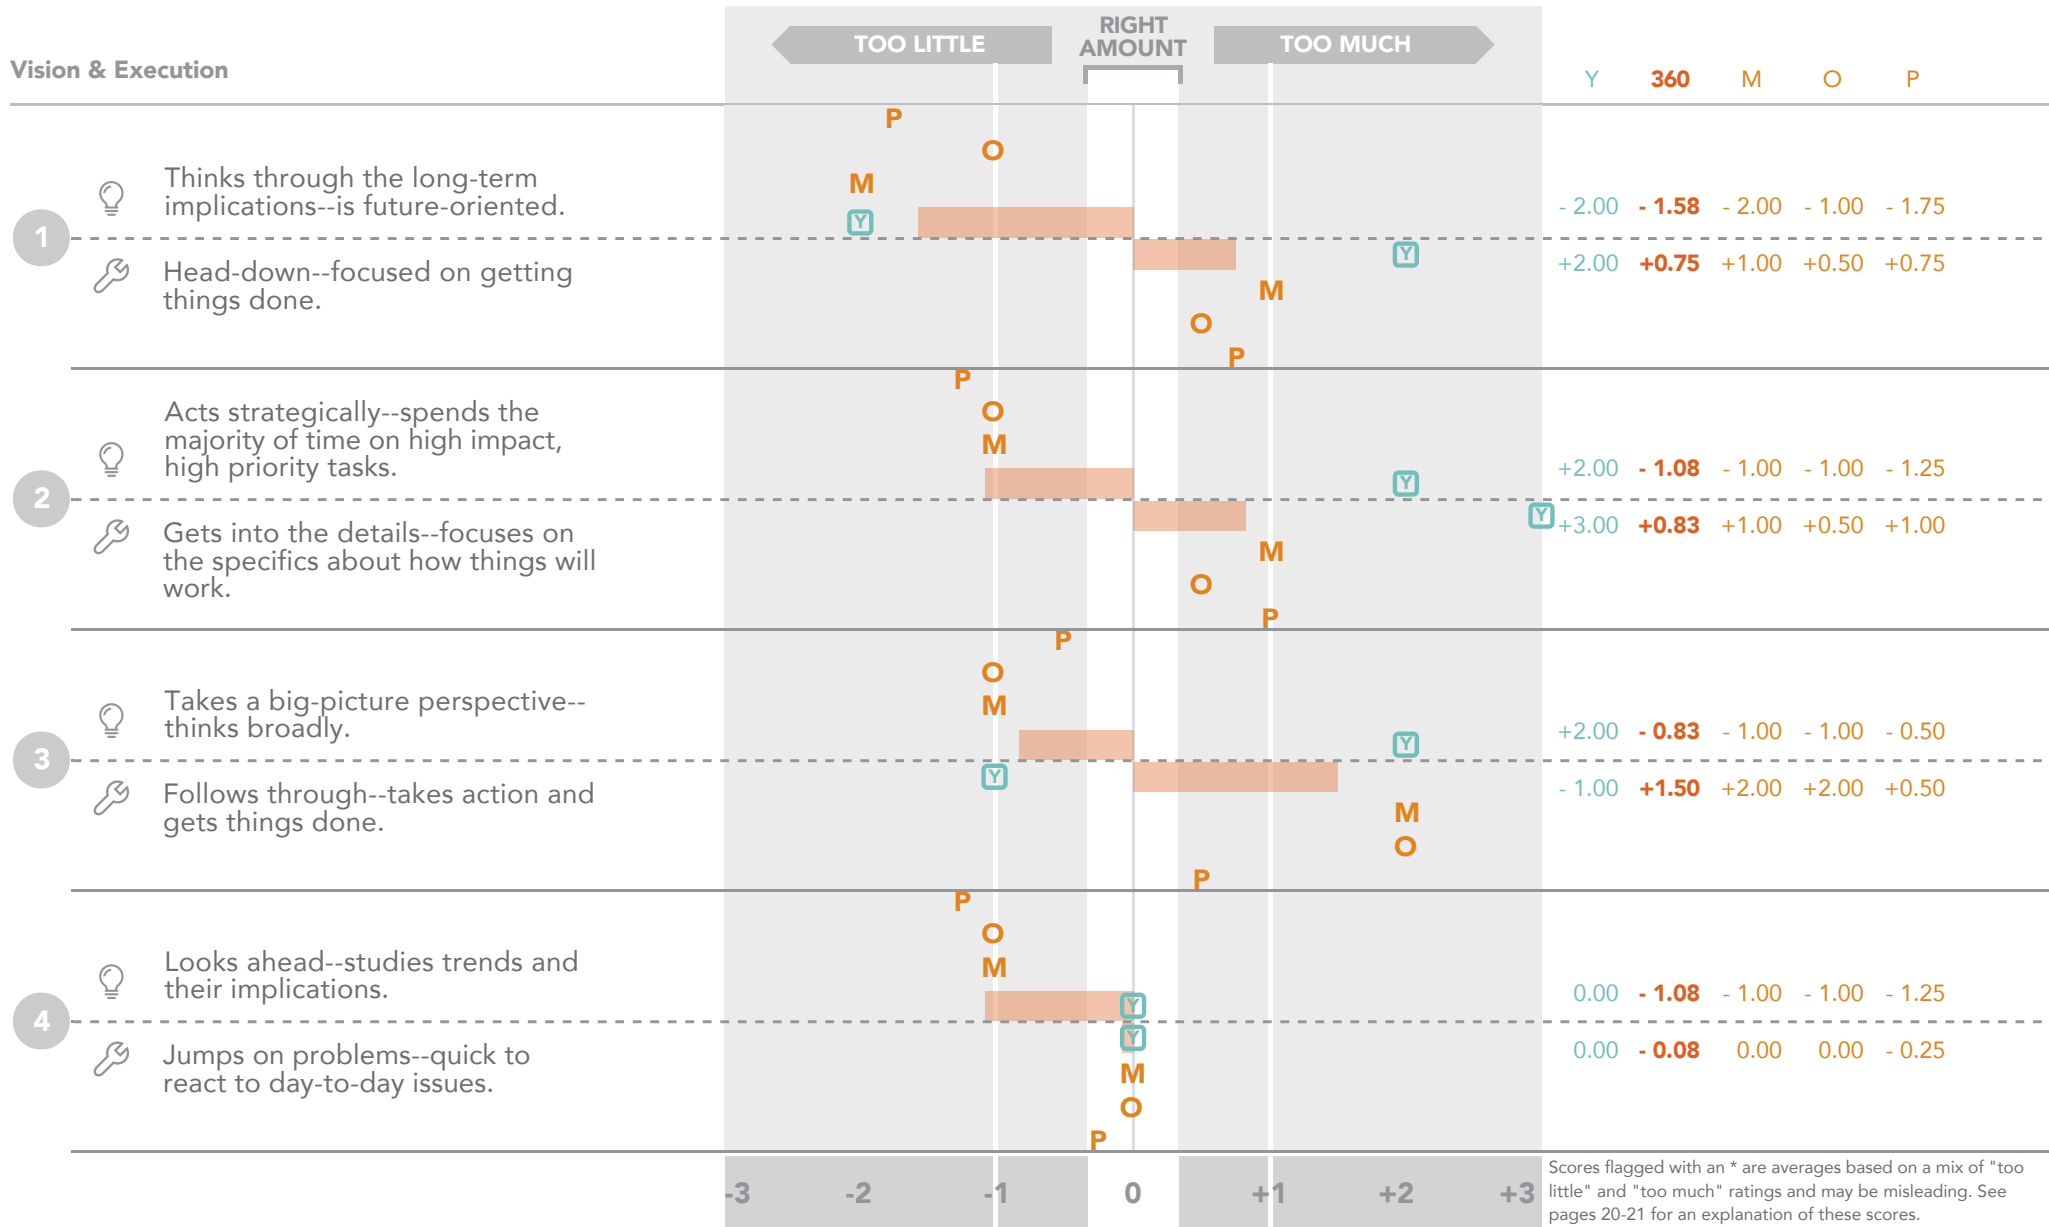 TOO LITTLE
RIGHT
AMOUNT
TOO MUCH
Vision & Execution
Y 360 M O P
P
O
Thinks through the long-term
implications--is future-oriented.
M
Y
- 2.00 - 1.58 - 2.00 - 1.00 - 1.75
1
Head-down--focused on getting
things done.
Y
+2.00 +0.75 +1.00 +0.50 +0.75
M
O
P
P
Acts strategically--spends the
majority of time on high impact,
high priority tasks.
O
M
Y
+2.00 - 1.08 - 1.00 - 1.00 - 1.25
2
Gets into the details--focuses on
the specifics about how things will
work.
Y
+3.00 +0.83 +1.00 +0.50 +1.00
M
O
P
P
O
Takes a big-picture perspective--
thinks broadly.
M
Y
+2.00 - 0.83 - 1.00 - 1.00 - 0.50
3
Y
Follows through--takes action and
gets things done.
- 1.00 +1.50 +2.00 +2.00 +0.50
M
O
P
P
O
Looks ahead--studies trends and
their implications.
M
Y
0.00 - 1.08 - 1.00 - 1.00 - 1.25
4
Y
Jumps on problems--quick to
react to day-to-day issues.
0.00 - 0.08 0.00 0.00 - 0.25
M
O
P
-3 -2 -1 0 +1 +2 +3
Scores flagged with an * are averages based on a mix of "too
little" and "too much" ratings and may be misleading. See
pages 20-21 for an explanation of these scores.